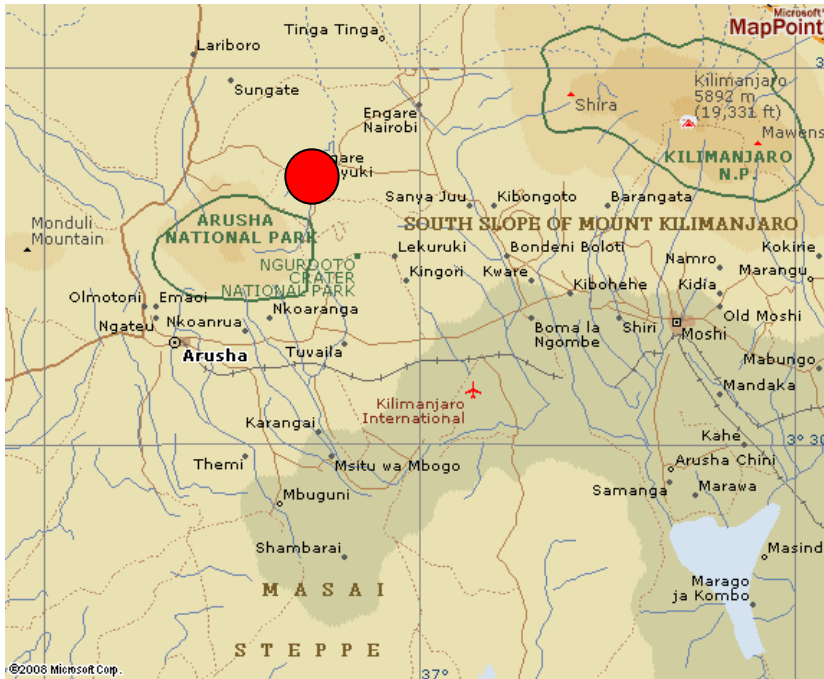 Microsoft
MapPoint
Tinga Tinga
Lariboro
Sungate
Engare
Nairobi
Shira
Kilimanjaro
5892 m
(19,331 ft)
Mawens
KILIMANJARO
N.P.
Sanya Juu
Kibongoto
Barangata
SOUTH SLOPE OF MOUNT KILIMANJARO
ARUSHA
NATIONAL PARK
Monduli
Mountain
NGURDOTO
CRATER
NATIONAL PARK
Lekuruki
Bondeni Boloti
Namro
Kokirie
Marangu
Kingori
Kware
Kibohehe
Kidia
Olmotoni
Emaoi
Ngateu
Nkoanrua
Nkoaranga
Boma la
Ngombe
Shiri
Old Moshi
Moshi
Arusha
Tuvaila
Mabungo
Mandaka
Kilimanjaro
International
Karangai
Kahe
3° 30
Themi
Msitu wa Mbogo
Arusha Chini
Samanga
Marawa
Mbuguni
Shambarai
Masind
Marago
ja Kombo
MASAI
STEPPE
©2008 Microsoft Corp.
37°